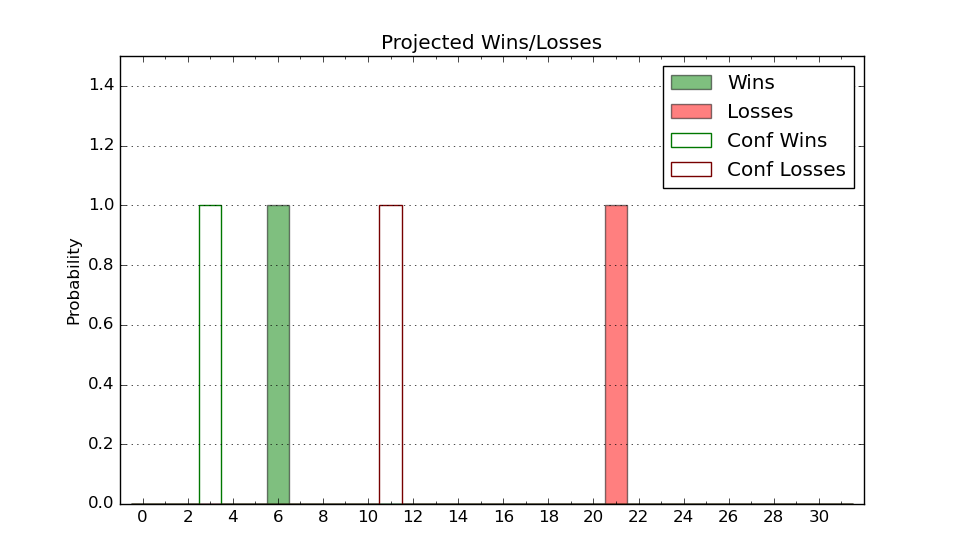 Projected Wins/Losses
Wins
Losses
Conf Wins
Conf Losses
Probability
1.4
1.2
1.0
0.8
0.6
0.4
0.2
0.0
0 2 4 6 8 10 12 14 16 18 20 22 24 26 28 30